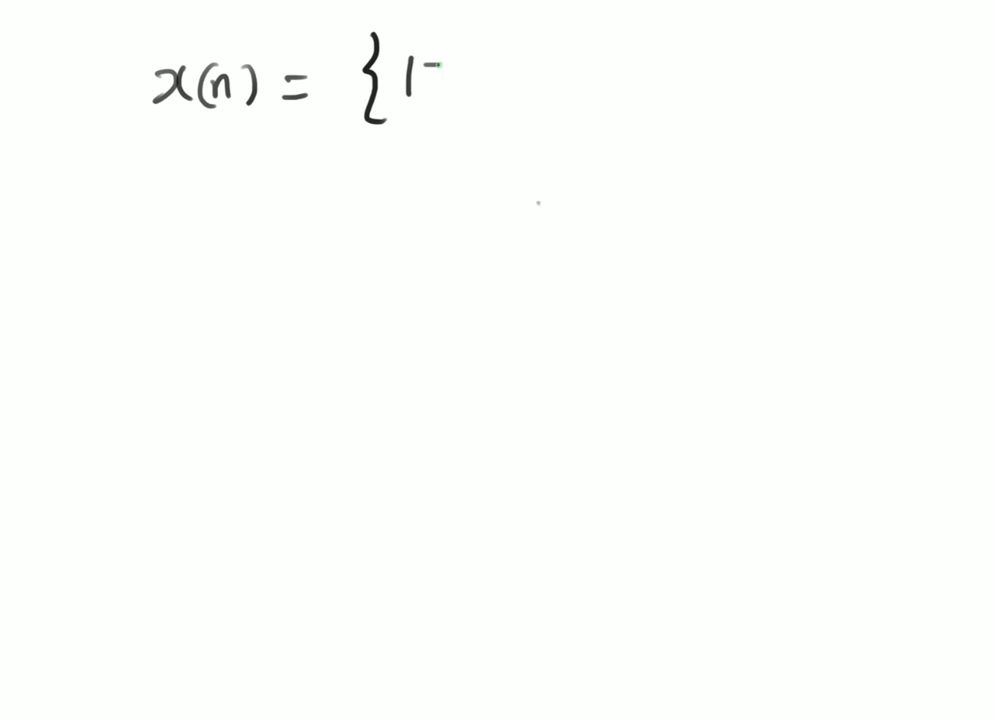 x(n) = { 1 -